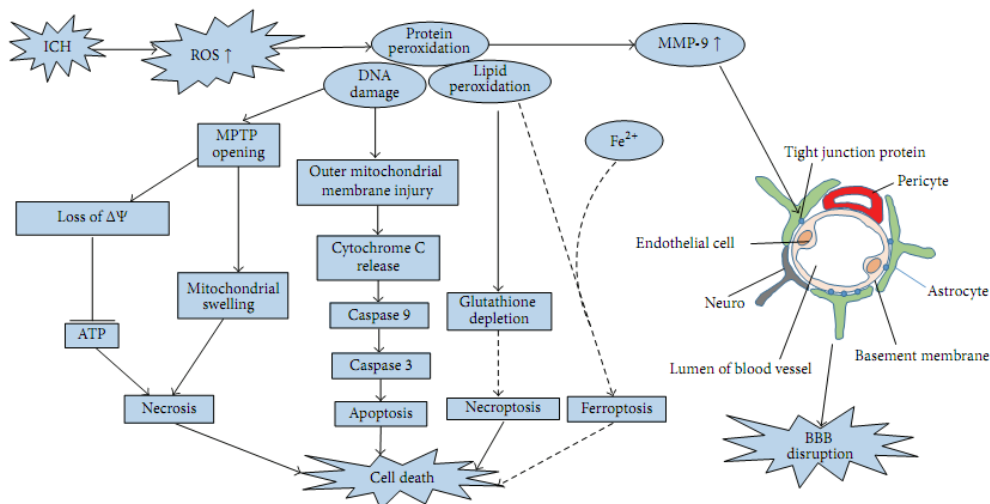 ICH
ROS ↑
Protein
peroxidation
MMP-9 ↑
DNA
damage
Lipid
peroxidation
MPTP
opening
Fe²⁺
Tight junction protein
Outer mitochondrial
membrane injury
Pericyte
Loss of ΔΨ
Endothelial cell
Cytochrome C
release
Mitochondrial
swelling
Glutathione
depletion
Neuro
Astrocyte
Caspase 9
ATP
Basement membrane
Lumen of blood vessel
Caspase 3
Necrosis
Apoptosis
Necroptosis
Ferroptosis
BBB
disruption
Cell death